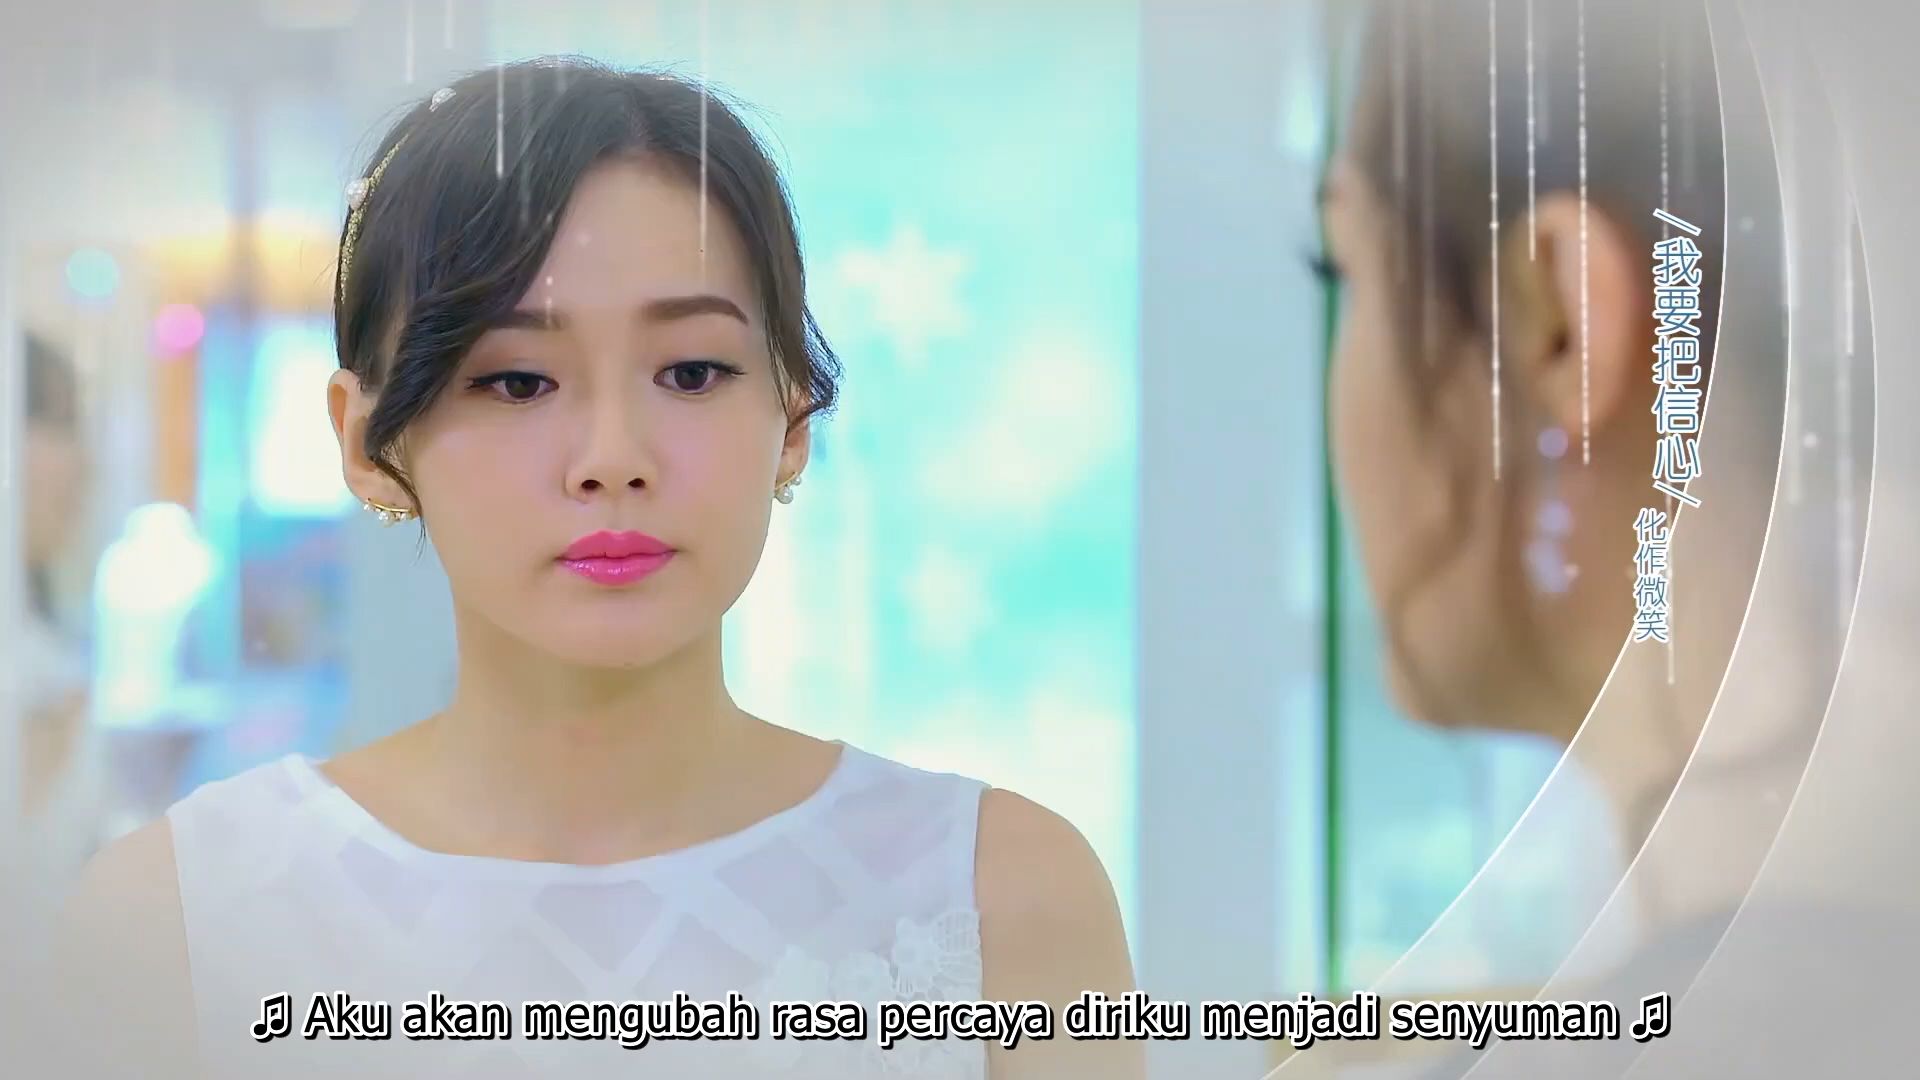 /我要把信心/
化作微笑
♫ Aku akan mengubah rasa percaya diriku menjadi senyuman ♫